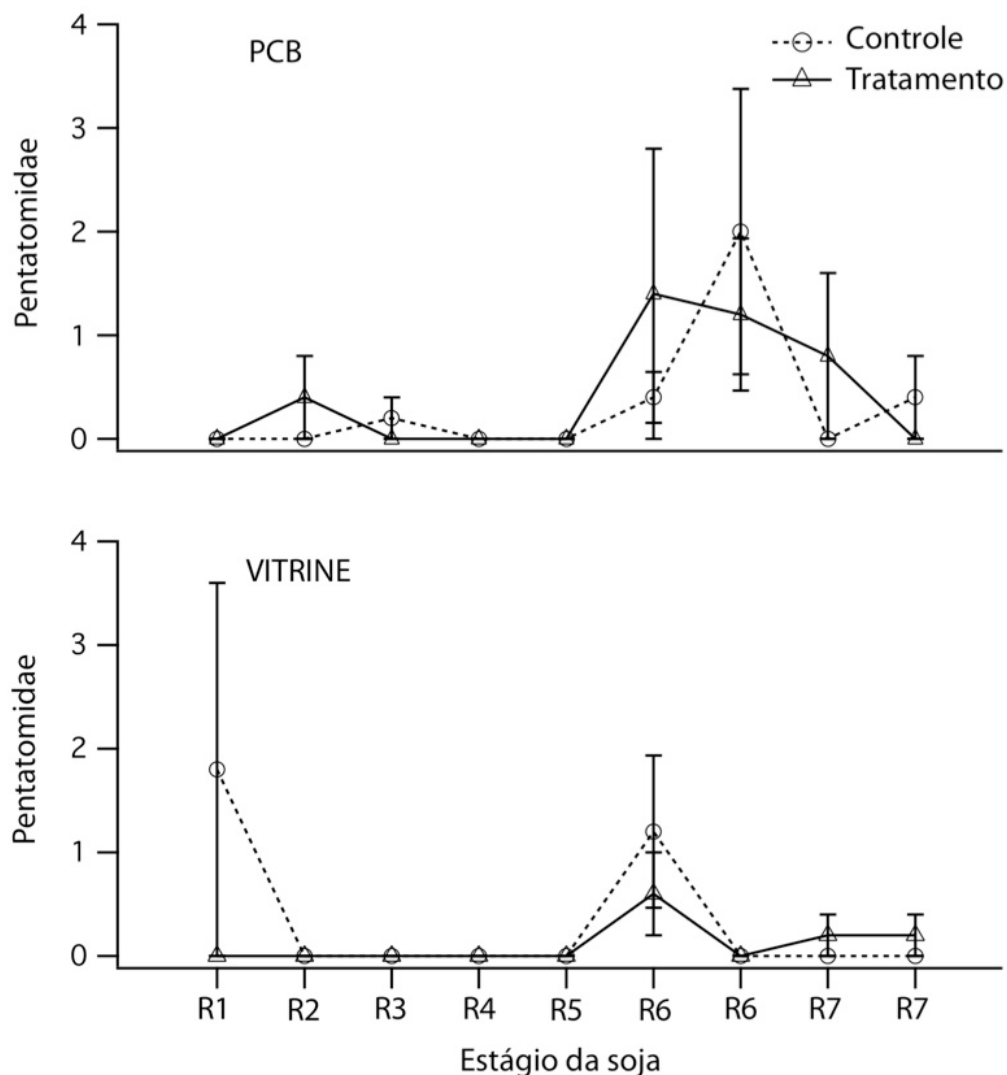 PCB
Controle
Tratamento
Pentatomidae
4
3
2
1
0
VITRINE
Pentatomidae
4
3
2
1
0
R1 R2 R3 R4 R5 R6 R6 R7 R7
Estágio da soja